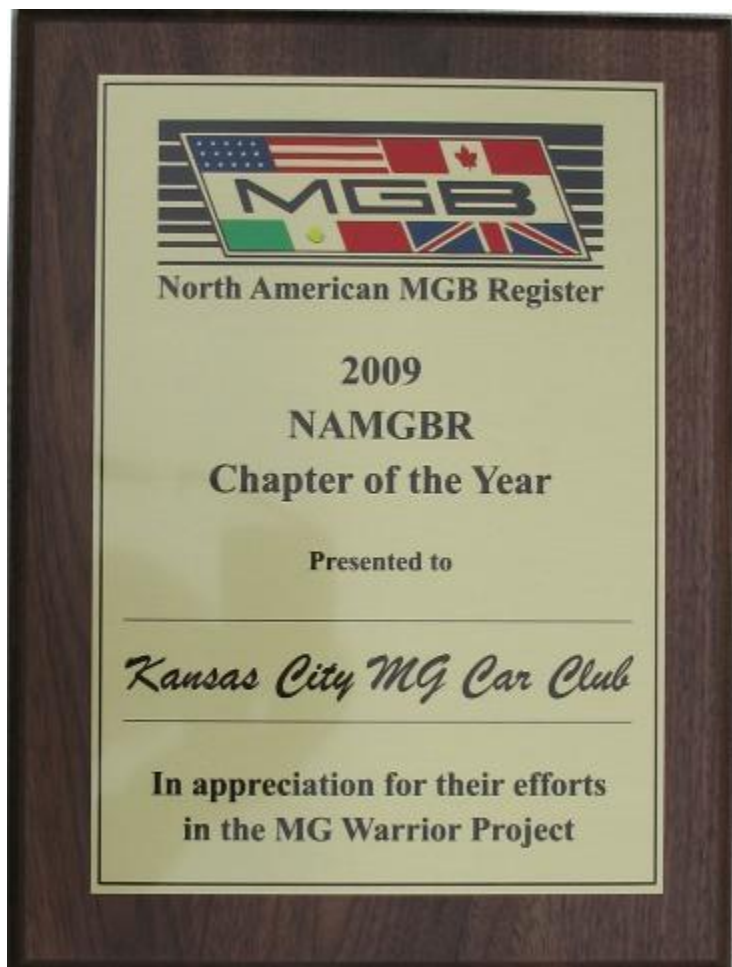 MGB
North American MGB Register
2009
NAMGBR
Chapter of the Year
Presented to
Kansas City MG Car Club
In appreciation for their efforts
in the MG Warrior Project